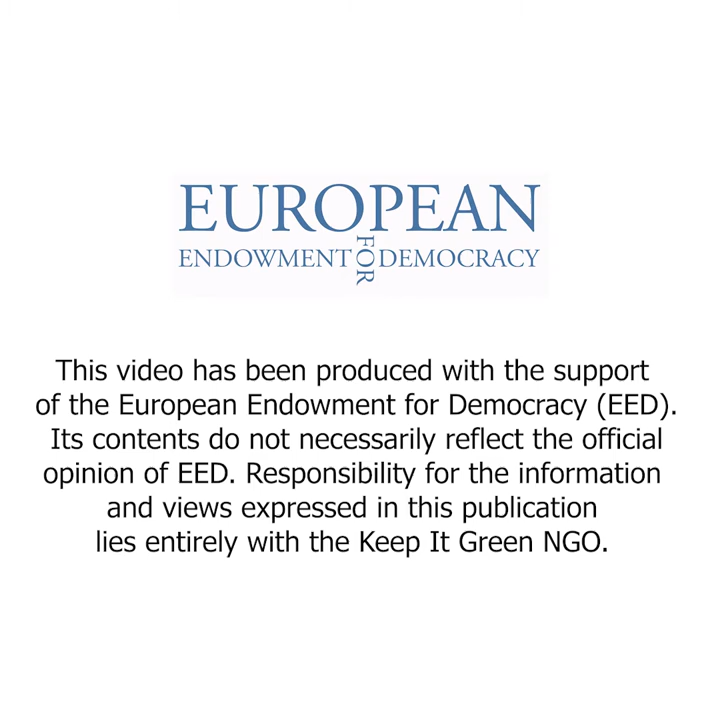 EUROPEAN
ENDOWMENT FOR DEMOCRACY
This video has been produced with the support
of the European Endowment for Democracy (EED).
Its contents do not necessarily reflect the official
opinion of EED. Responsibility for the information
and views expressed in this publication
lies entirely with the Keep It Green NGO.